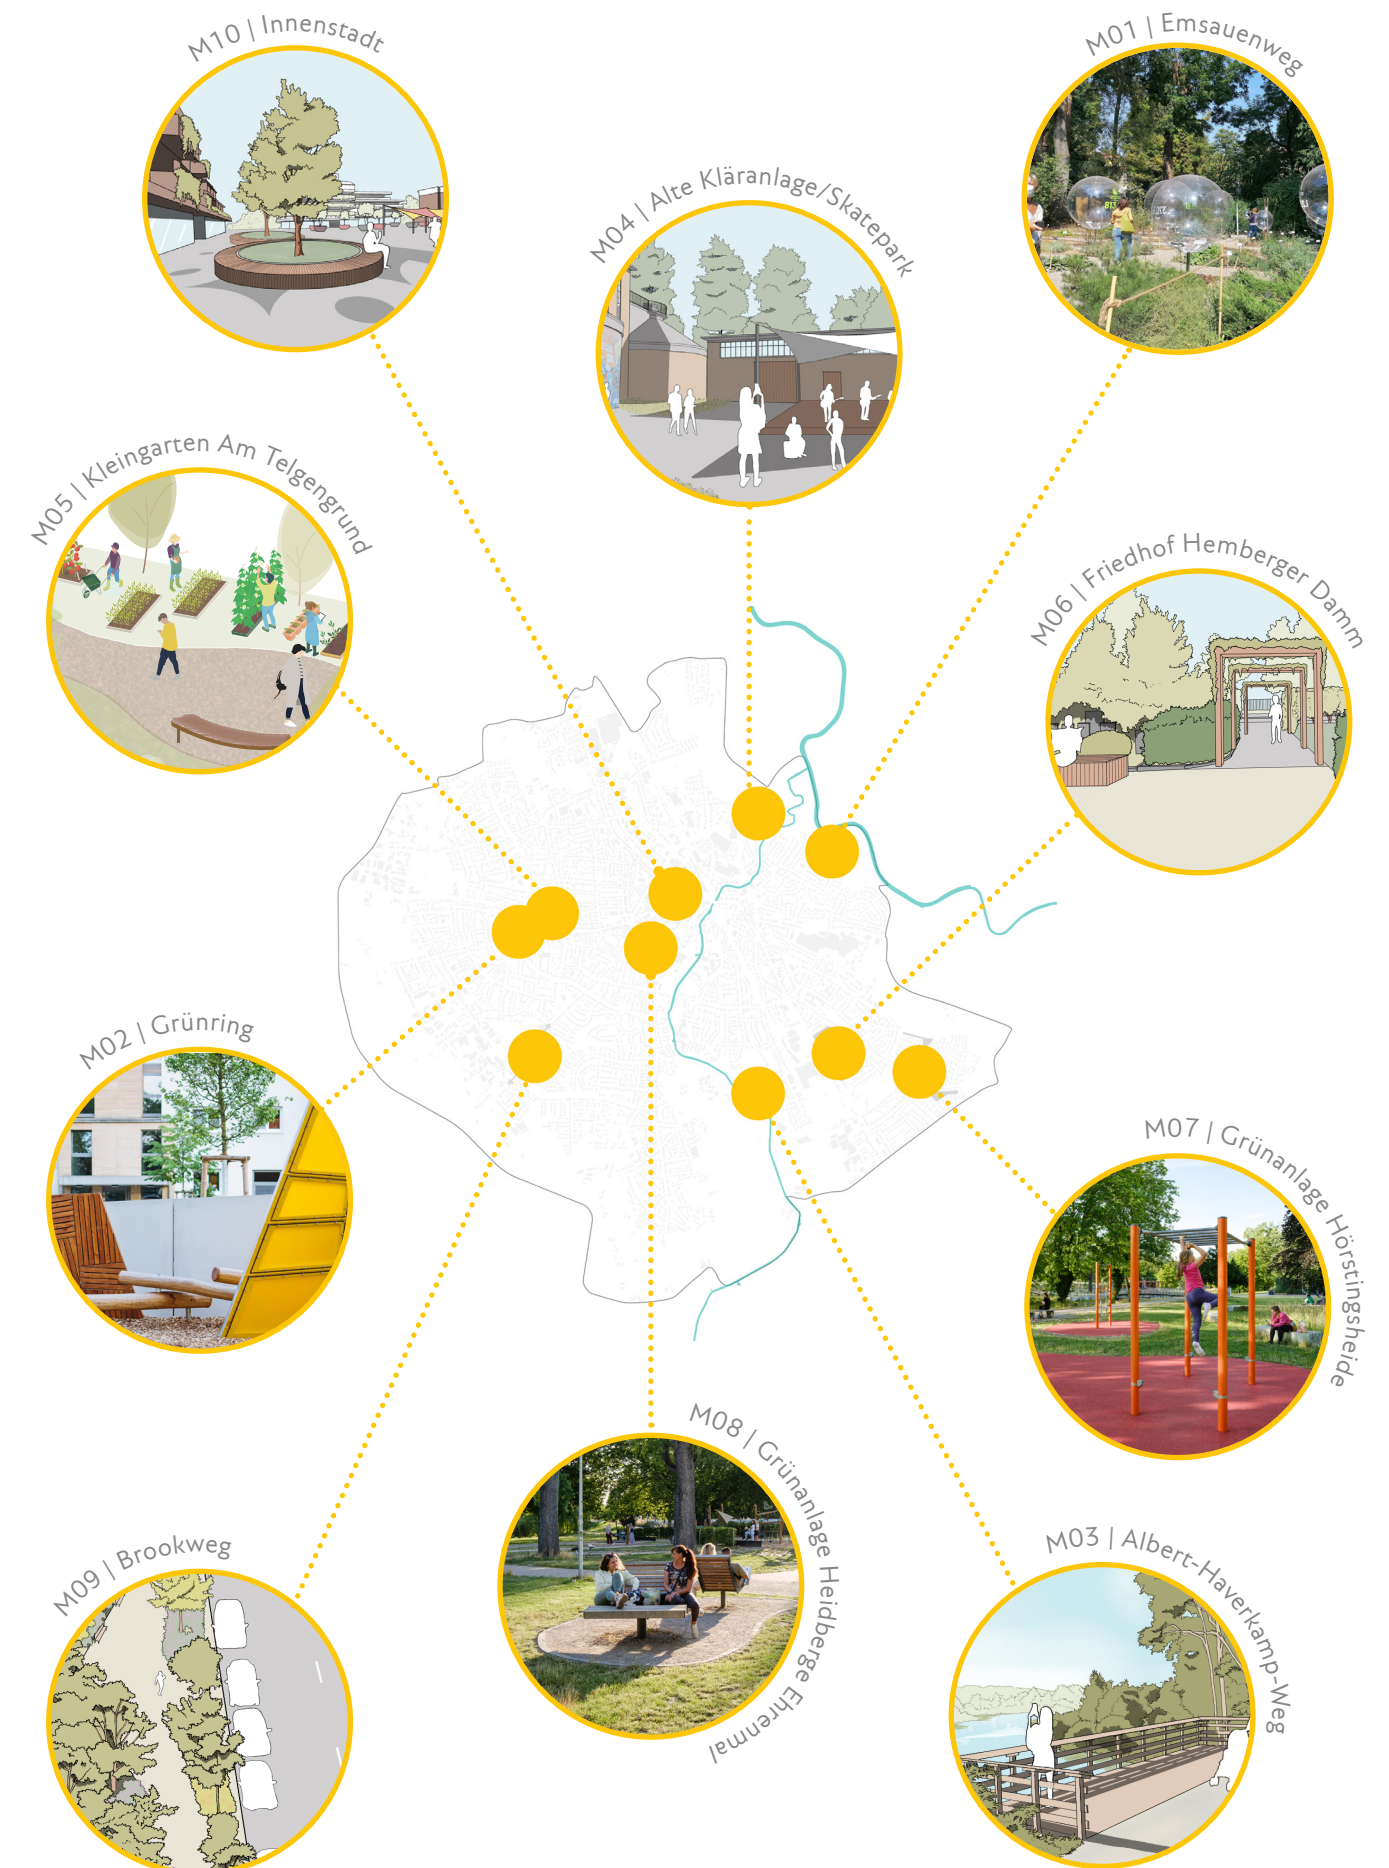 M10 | Innenstadt
M01 | Emsauenweg
M04 | Alte Kläranlage/Skatepark
M05 | Kleingarten Am Telgengrund
M06 | Friedhof Hemberger Damm
M02 | Grünring
M07 | Grünanlage Hörstingsheide
M08 | Grünanlage Heidberge Ehrenmal
M03 | Albert-Haverkamp-Weg
M09 | Brookweg